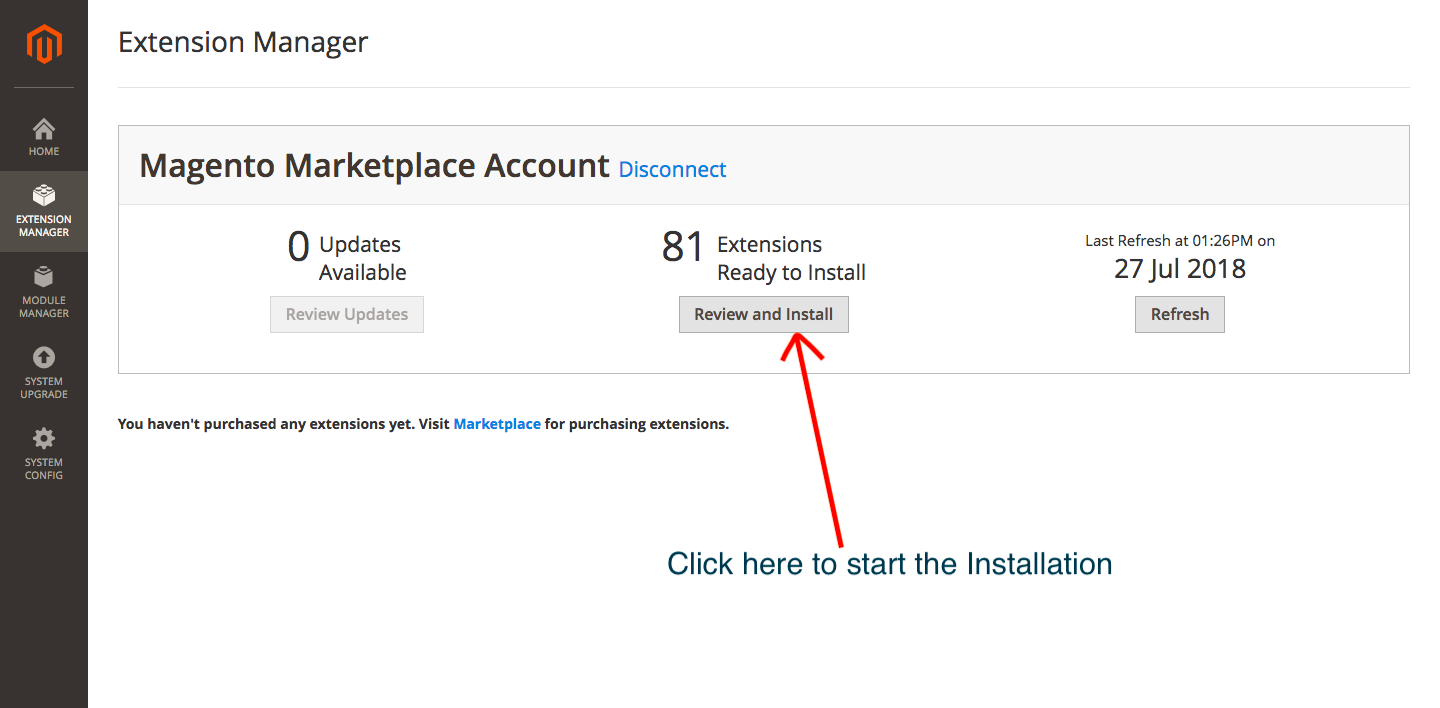 Extension Manager
HOME
EXTENSION
MANAGER
MODULE
MANAGER
SYSTEM
UPGRADE
SYSTEM
CONFIG
Magento Marketplace Account Disconnect
0 Updates
Available
Review Updates
81 Extensions
Ready to Install
Review and Install
Last Refresh at 01:26PM on
27 Jul 2018
Refresh
You haven't purchased any extensions yet. Visit Marketplace for purchasing extensions.
Click here to start the Installation